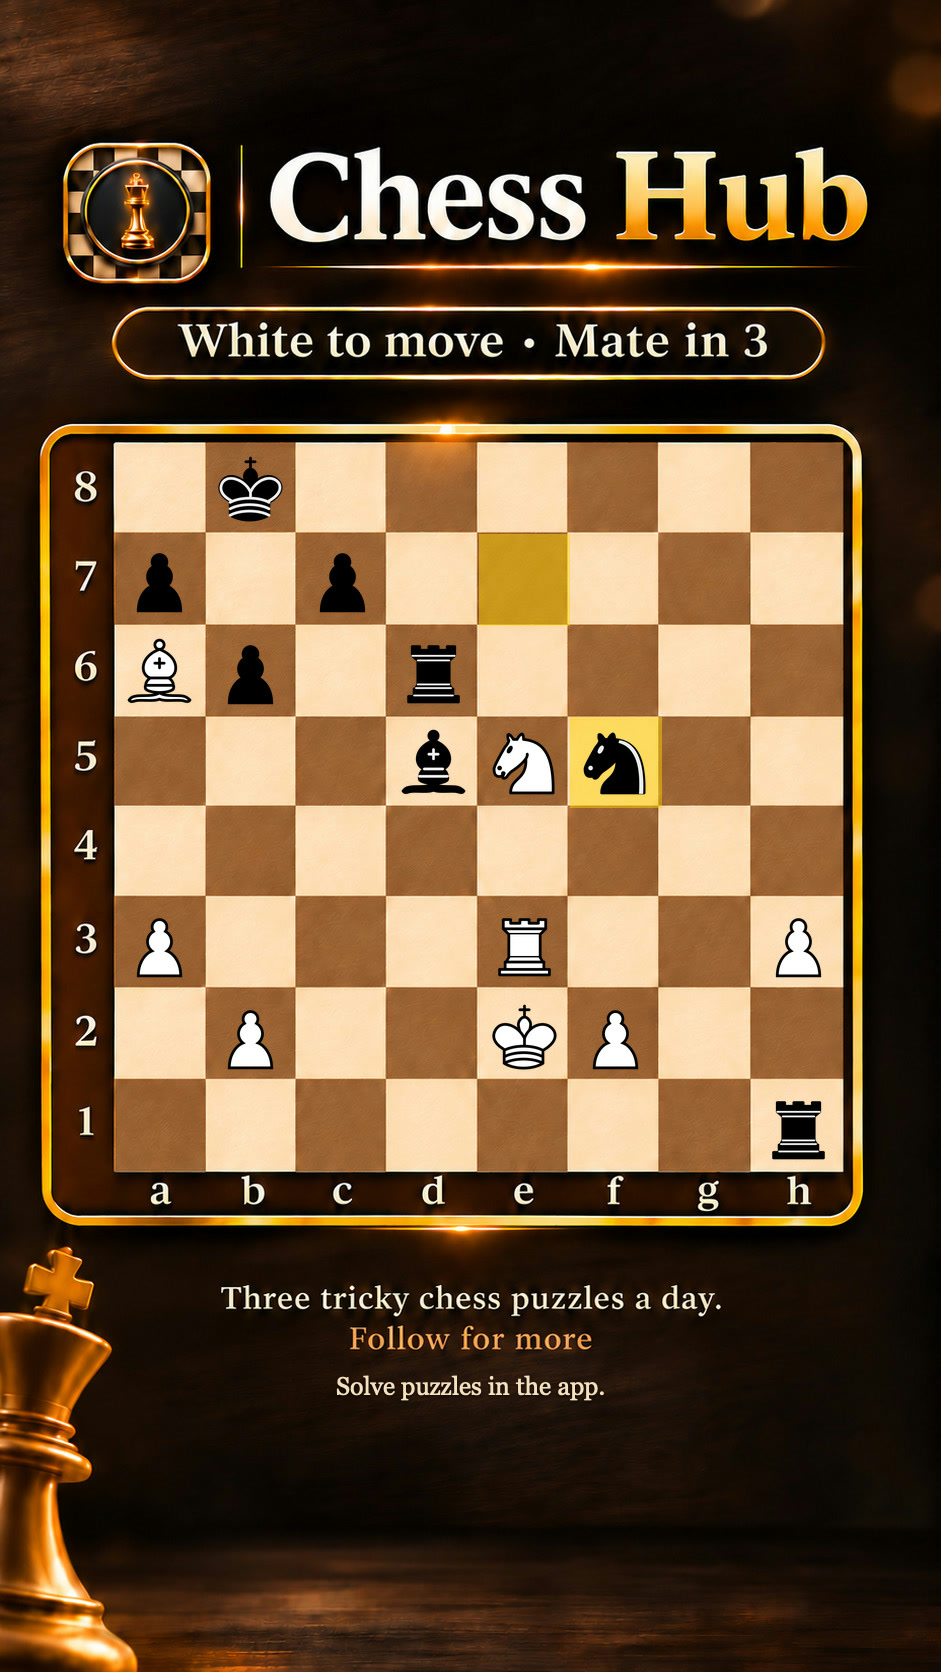 Chess Hub
White to move • Mate in 3
8
7
6
5
4
3
2
1
a b c d e f g h
Three tricky chess puzzles a day.
Follow for more
Solve puzzles in the app.